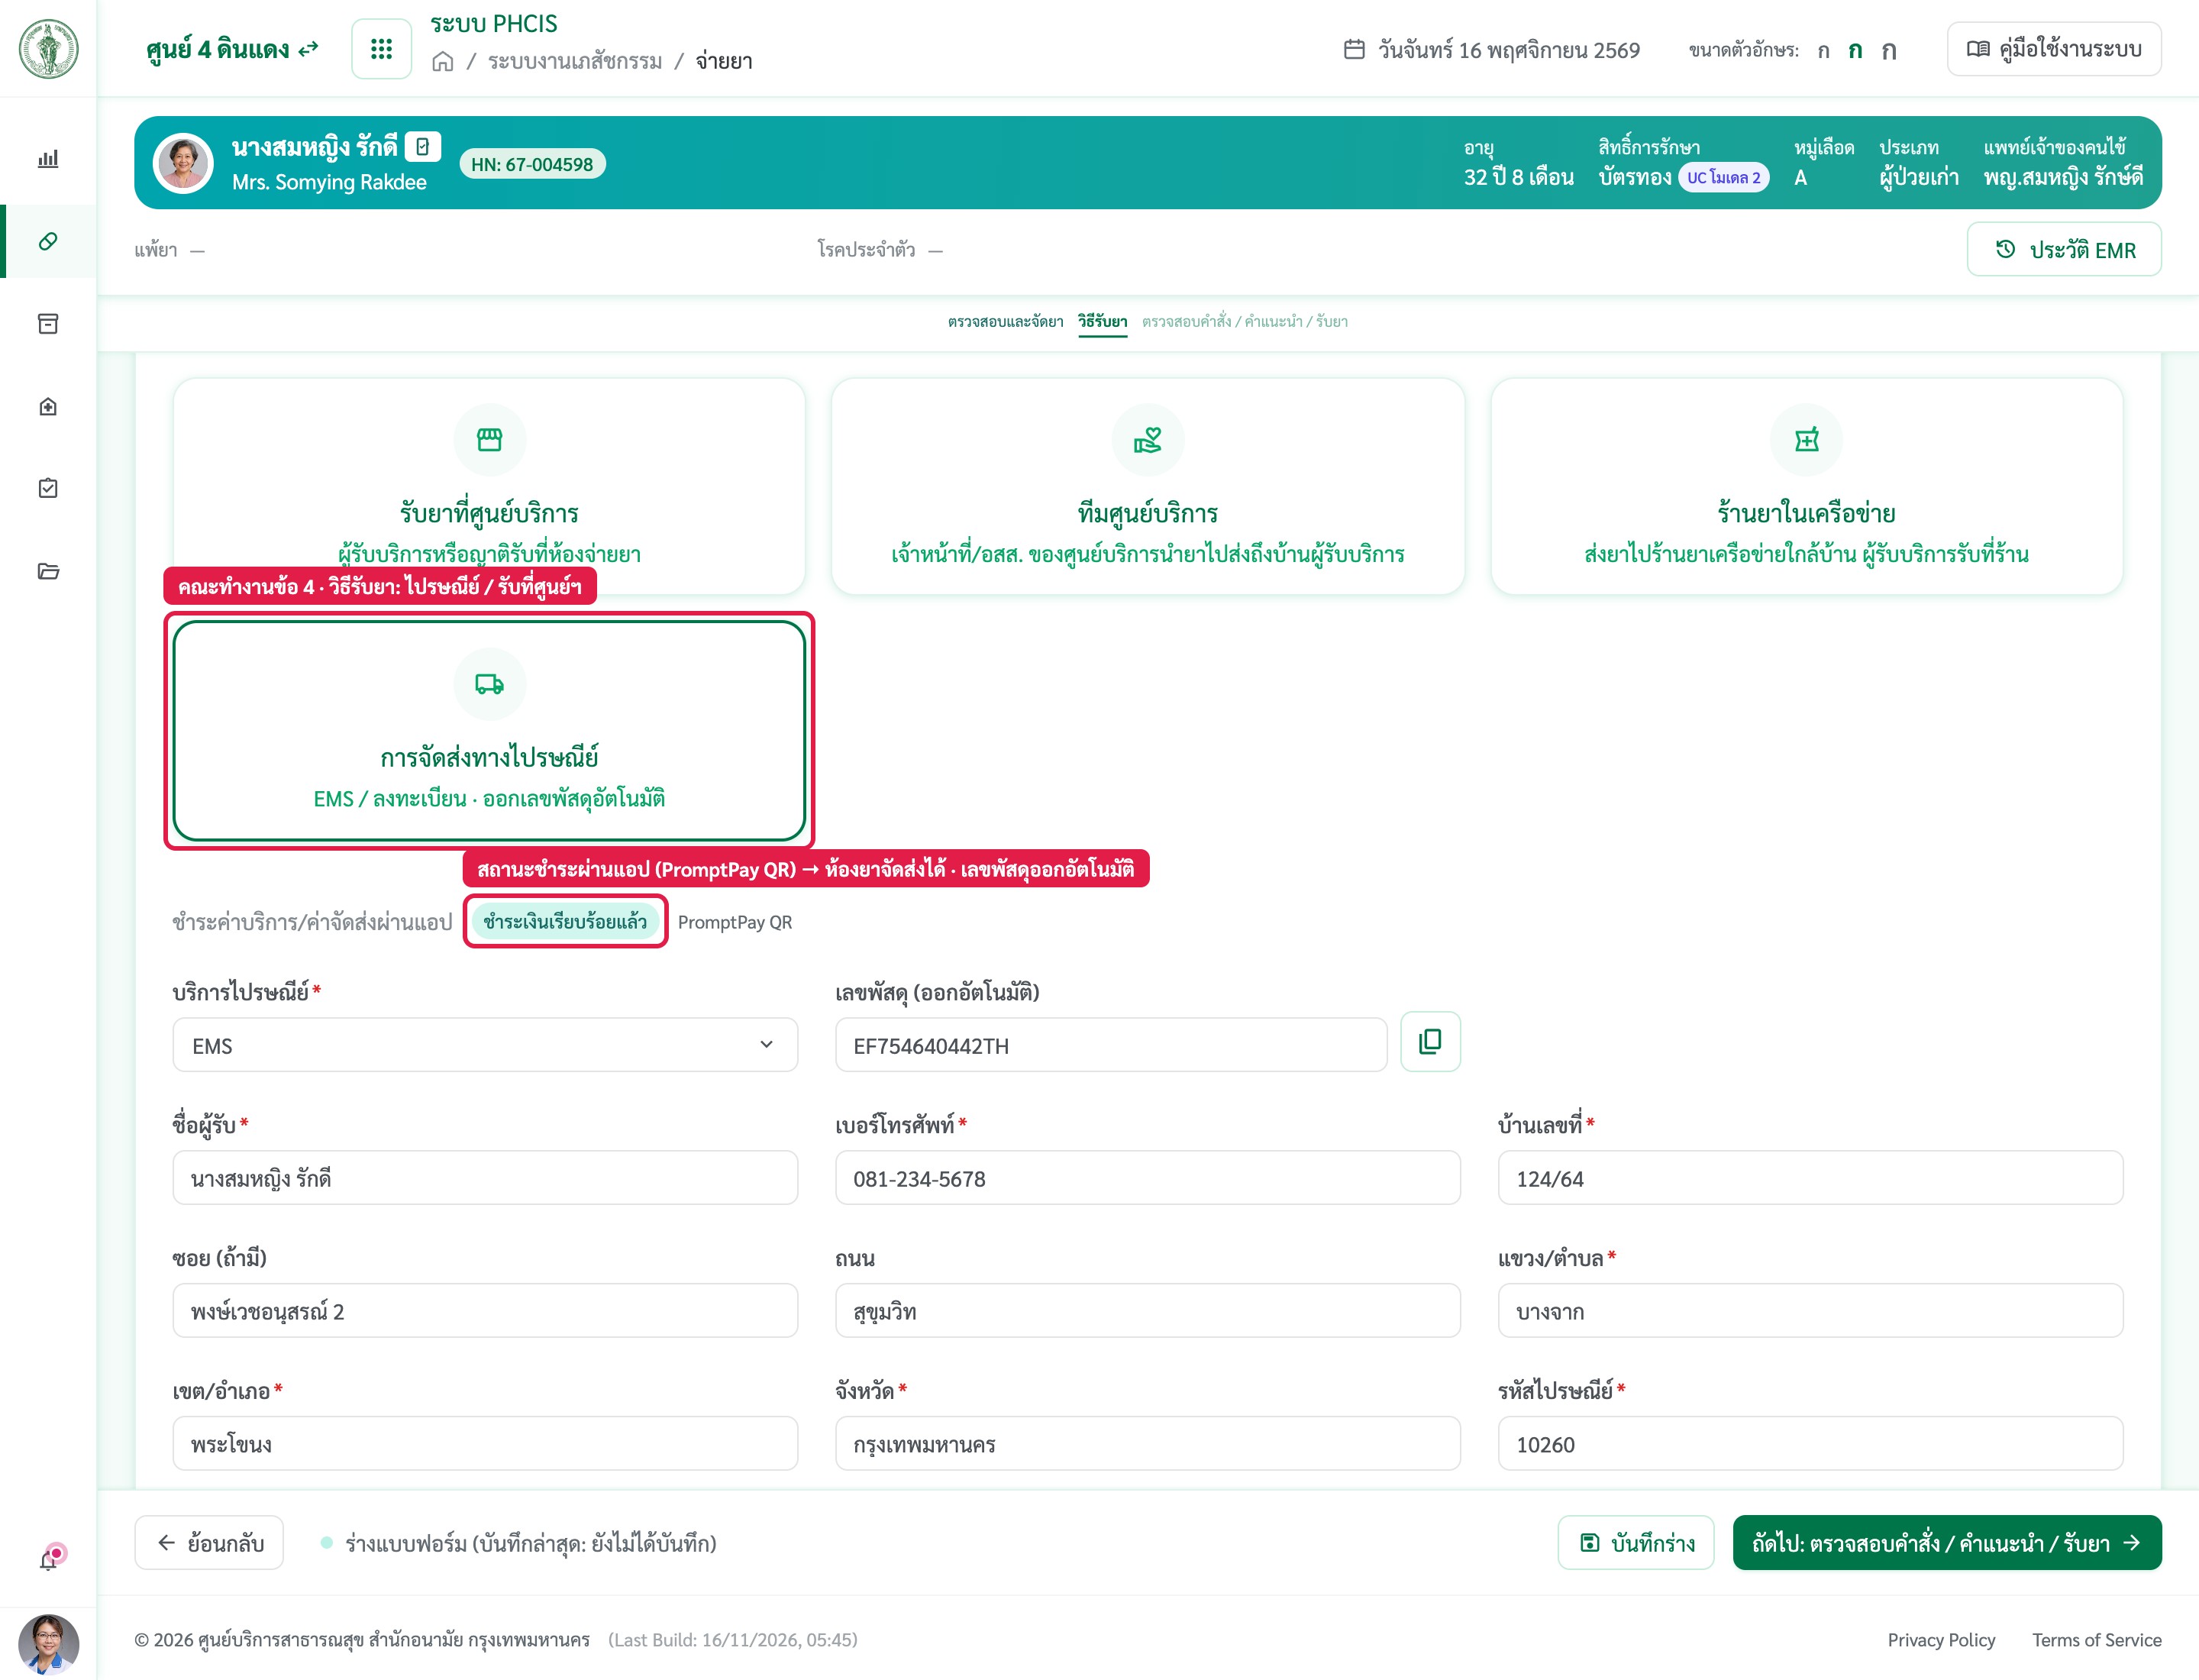 ศูนย์ 4 ดินแดง
ระบบ PHCIS
/ ระบบงานเภสัชกรรม / จ่ายยา
วันจันทร์ 16 พฤศจิกายน 2569
ขนาดตัวอักษร: ก ก ก
คู่มือใช้งานระบบ
นางสมหญิง รักดี
Mrs. Somying Rakdee
HN: 67-004598
อายุ
32 ปี 8 เดือน
สิทธิ์การรักษา
บัตรทอง UC โมเดล 2
หมู่เลือด
A
ประเภท
ผู้ป่วยเก่า
แพทย์เจ้าของคนไข้
พญ.สมหญิง รักษ์ดี
แพ้ยา —
โรคประจำตัว —
ประวัติ EMR
ตรวจสอบและจัดยา วิธีรับยา ตรวจสอบคำสั่ง / คำแนะนำ / รับยา
รับยาที่ศูนย์บริการ
ผู้รับบริการหรือญาติรับที่ห้องจ่ายยา
ทีมศูนย์บริการ
เจ้าหน้าที่/อสส. ของศูนย์บริการนำยาไปส่งถึงบ้านผู้รับบริการ
ร้านยาในเครือข่าย
ส่งยาไปร้านยาเครือข่ายใกล้บ้าน ผู้รับบริการรับที่ร้าน
คณะทำงานข้อ 4 · วิธีรับยา: ไปรษณีย์ / รับที่ศูนย์ฯ
การจัดส่งทางไปรษณีย์
EMS / ลงทะเบียน · ออกเลขพัสดุอัตโนมัติ
สถานะชำระผ่านแอป (PromptPay QR) → ห้องยาจัดส่งได้ · เลขพัสดุออกอัตโนมัติ
ชำระค่าบริการ/ค่าจัดส่งผ่านแอป ชำระเงินเรียบร้อยแล้ว PromptPay QR
บริการไปรษณีย์*
EMS
เลขพัสดุ (ออกอัตโนมัติ)
EF754640442TH
ชื่อผู้รับ*
นางสมหญิง รักดี
เบอร์โทรศัพท์*
081-234-5678
บ้านเลขที่*
124/64
ซอย (ถ้ามี)
พงษ์เวชอนุสรณ์ 2
ถนน
สุขุมวิท
แขวง/ตำบล*
บางจาก
เขต/อำเภอ*
พระโขนง
จังหวัด*
กรุงเทพมหานคร
รหัสไปรษณีย์*
10260
ย้อนกลับ
ร่างแบบฟอร์ม (บันทึกล่าสุด: ยังไม่ได้บันทึก)
บันทึกร่าง
ถัดไป: ตรวจสอบคำสั่ง / คำแนะนำ / รับยา →
© 2026 ศูนย์บริการสาธารณสุข สำนักอนามัย กรุงเทพมหานคร (Last Build: 16/11/2026, 05:45)
Privacy Policy
Terms of Service